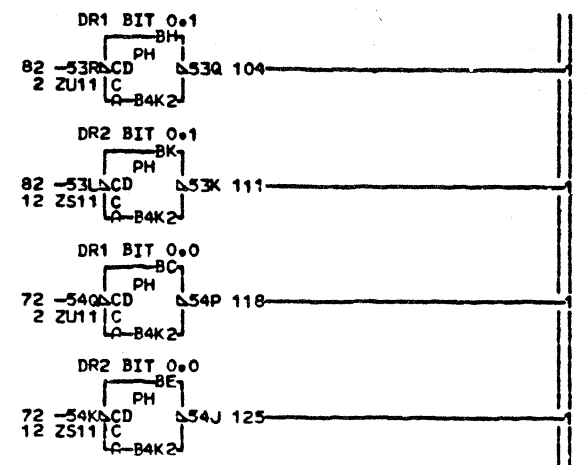 DR1 BIT 0.1
BH
PH
82 53R CD 53Q 104
2 ZU11 C
B4K2
DR2 BIT 0.1
BK
PH
82 53L CD 53K 111
12 ZS11 C
B4K2
DR1 BIT 0.0
BC
PH
72 54Q CD 54P 118
2 ZU11 C
B4K2
DR2 BIT 0.0
BE
PH
72 54K CD 54J 125
12 ZS11 C
B4K2